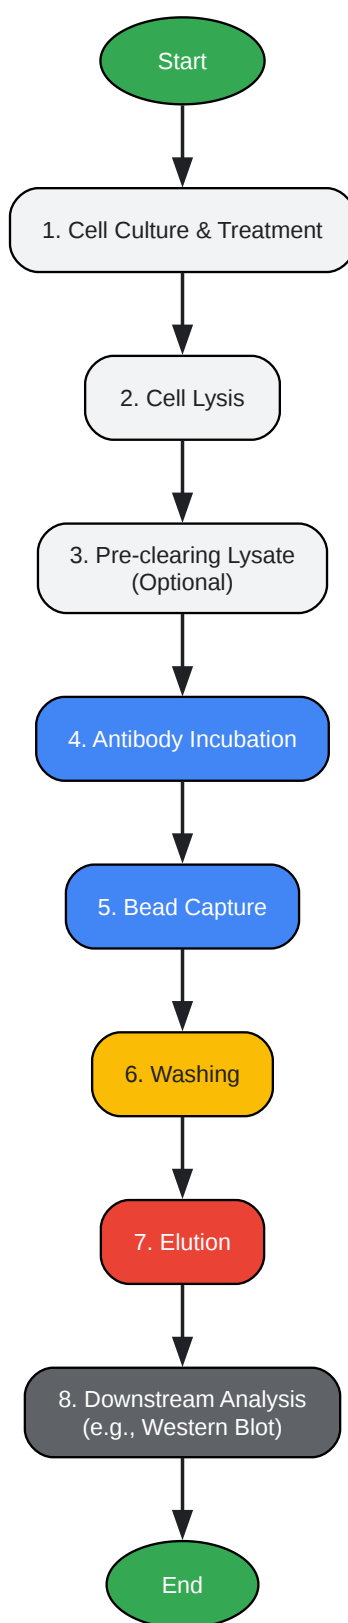 Start
1. Cell Culture & Treatment
2. Cell Lysis
3. Pre-clearing Lysate
(Optional)
4. Antibody Incubation
5. Bead Capture
6. Washing
7. Elution
8. Downstream Analysis
(e.g., Western Blot)
End